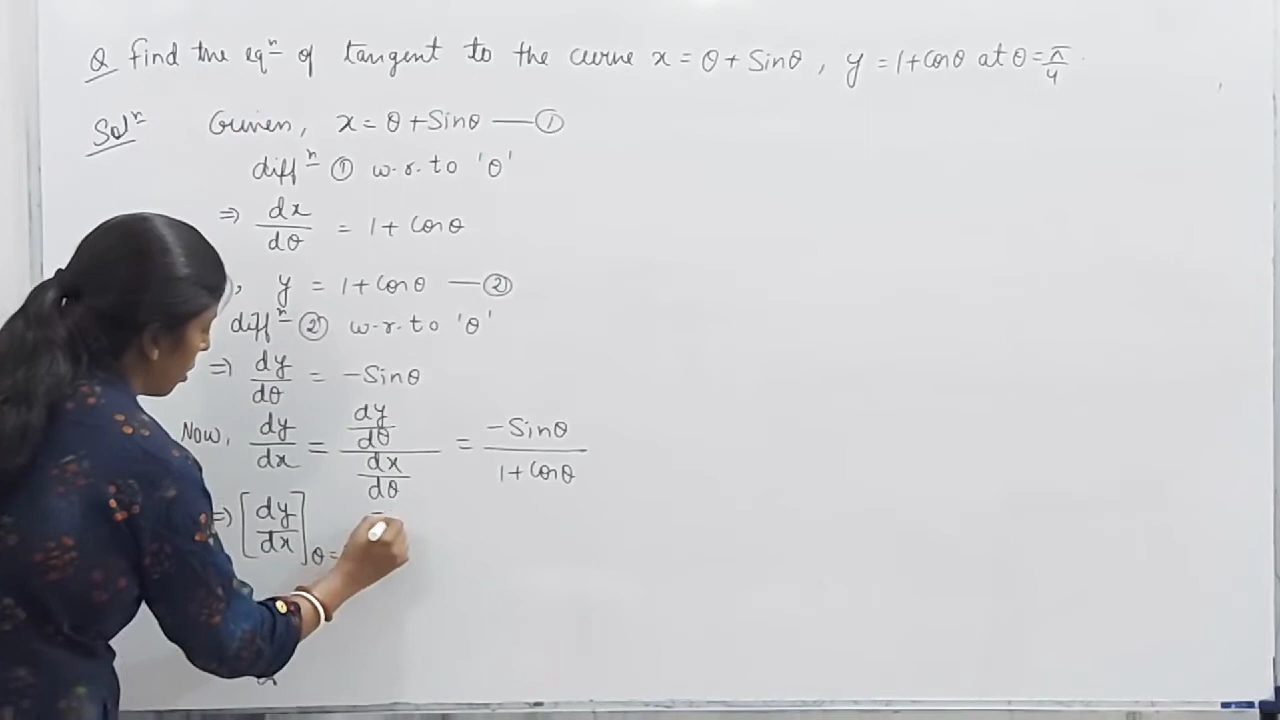 Q Find the eqⁿ of tangent to the curve x = θ + Sinθ, y = 1+Cosθ at θ = π/4.
Solⁿ Given, x = θ + Sinθ — ①
diffⁿ ① w.r.to 'θ'
⇒ dx/dθ = 1 + Cosθ
, y = 1 + Cosθ — ②
diffⁿ ② w.r.to 'θ'
⇒ dy/dθ = -Sinθ
Now, dy/dx = (dy/dθ)/(dx/dθ) = -Sinθ/(1+Cosθ)
⇒ [dy/dx] θ =